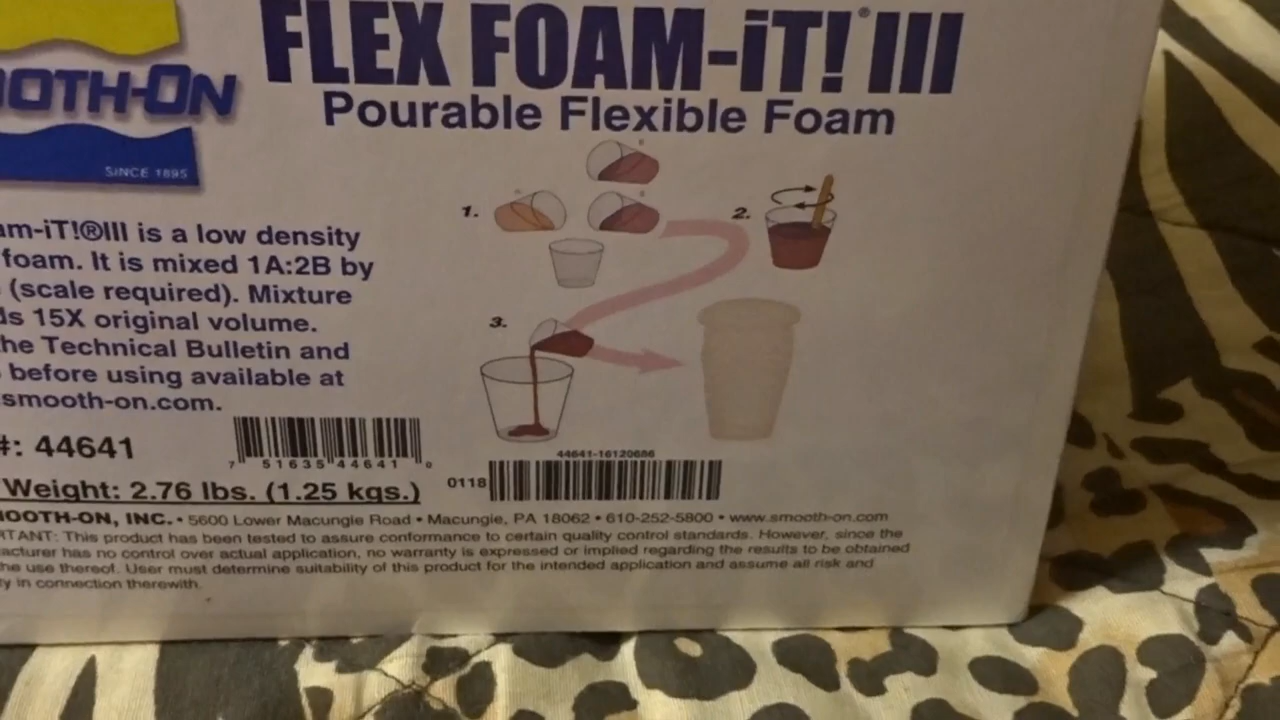 FLEX FOAM-iT!® III
Pourable Flexible Foam
OOTH-ON
SINCE 1895
am-iT!®III is a low density
foam. It is mixed 1A:2B by
(scale required). Mixture
ds 15X original volume.
he Technical Bulletin and
before using available at
smooth-on.com.
1.
2.
3.
#: 44641
7 51635 44641 0
44641-16120686
0118
Weight: 2.76 lbs. (1.25 kgs.)
MOOTH-ON, INC. • 5600 Lower Macungie Road • Macungie, PA 18062 • 610-252-5800 • www.smooth-on.com
RTANT: This product has been tested to assure conformance to certain quality control standards. However, since the
acturer has no control over actual application, no warranty is expressed or implied regarding the results to be obtained
he use thereof. User must determine suitability of this product for the intended application and assume all risk and
ty in connection therewith.